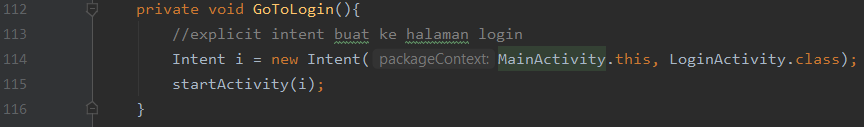 112 private void GoToLogin(){
113 //explicit intent buat ke halaman login
114 Intent i = new Intent( packageContext: MainActivity.this, LoginActivity.class);
115 startActivity(i);
116 }